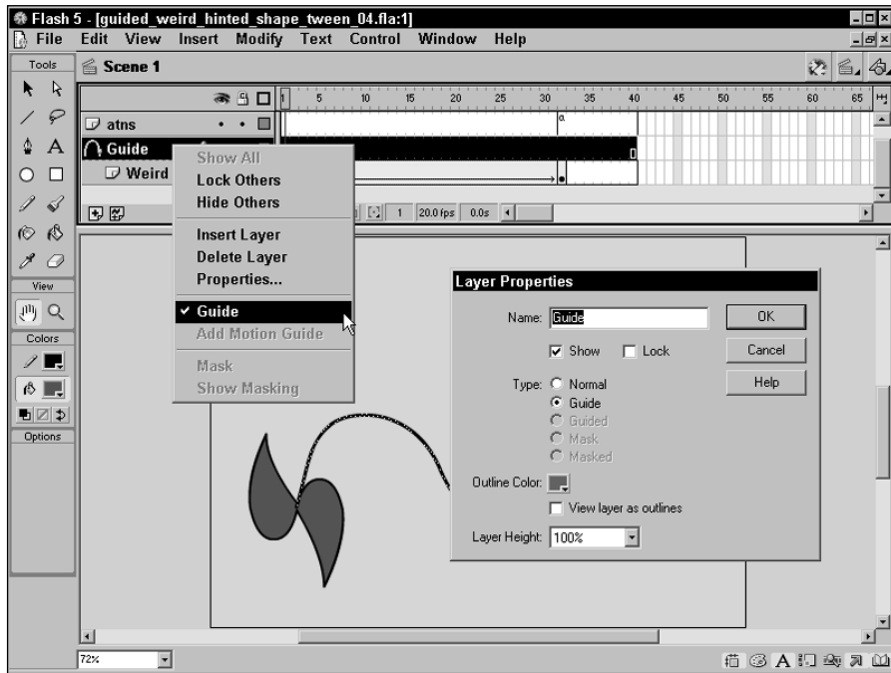 Flash 5 - [guided_weird_hinted_shape_tween_04.fla:1]
File Edit View Insert Modify Text Control Window Help
Tools
Scene 1
1 5 10 15 20 25 30 35 40 45 50 55 60 65
atns
a
Guide
Weird
1 20.0 fps 0.0s
Show All
Lock Others
Hide Others
Insert Layer
Delete Layer
Properties...
Guide
Add Motion Guide
Mask
Show Masking
A
View
Colors
Options
Layer Properties
Name: Guide
OK
Show Lock
Cancel
Type: Normal
Help
Guide
Guided
Mask
Masked
Outline Color:
View layer as outlines
Layer Height: 100%
72%
A